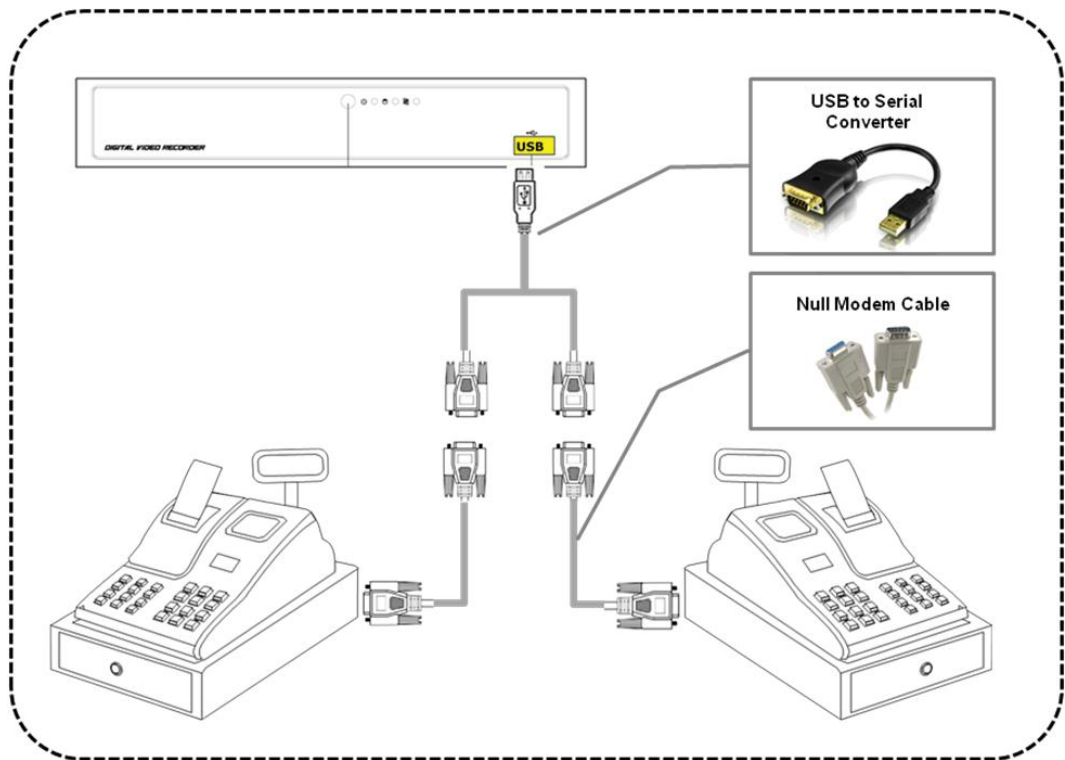 DIGITAL VIDEO RECORDER
USB
USB to Serial
Converter
Null Modem Cable